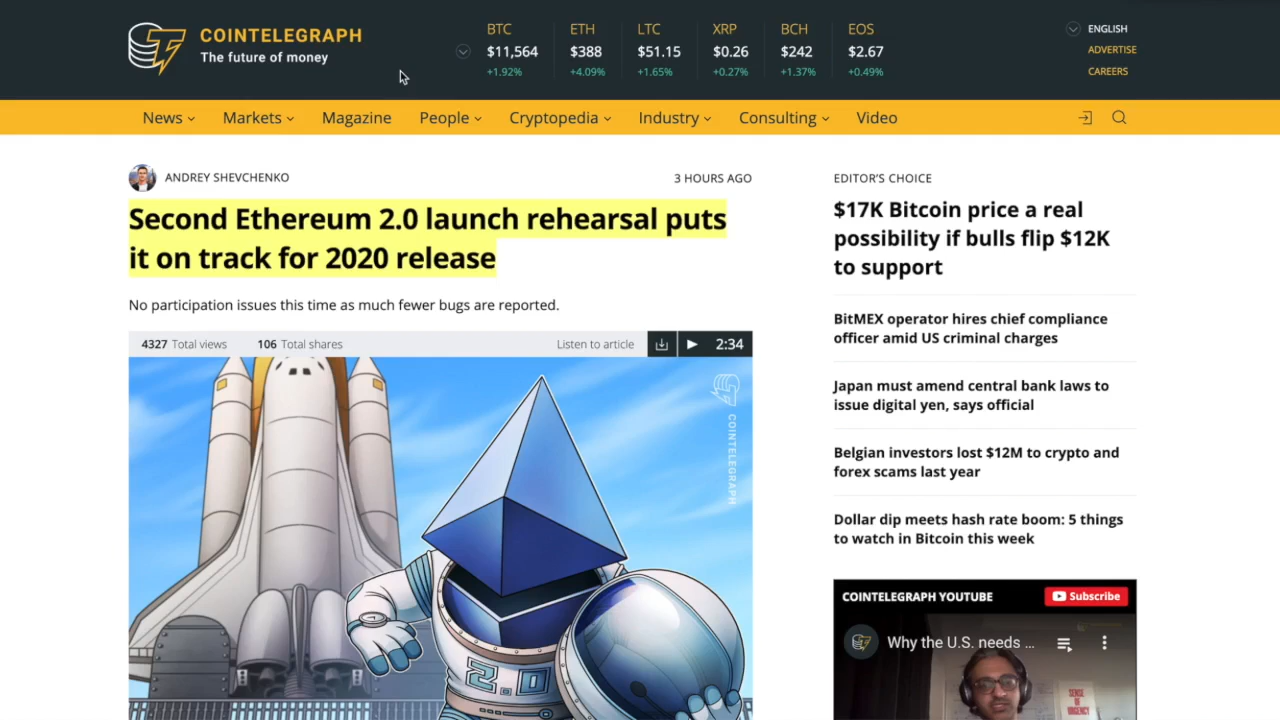 COINTELEGRAPH
The future of money
BTC
$11,564
+1.92%
ETH
$388
+4.09%
LTC
$51.15
+1.65%
XRP
$0.26
+0.27%
BCH
$242
+1.37%
EOS
$2.67
+0.49%
ENGLISH
ADVERTISE
CAREERS
News Markets Magazine People Cryptopedia Industry Consulting Video
ANDREY SHEVCHENKO
3 HOURS AGO
Second Ethereum 2.0 launch rehearsal puts
it on track for 2020 release
No participation issues this time as much fewer bugs are reported.
4327 Total views 106 Total shares Listen to article 2:34
COINTELEGRAPH
2.0
EDITOR'S CHOICE
$17K Bitcoin price a real
possibility if bulls flip $12K
to support
BitMEX operator hires chief compliance
officer amid US criminal charges
Japan must amend central bank laws to
issue digital yen, says official
Belgian investors lost $12M to crypto and
forex scams last year
Dollar dip meets hash rate boom: 5 things
to watch in Bitcoin this week
COINTELEGRAPH YOUTUBE
Subscribe
Why the U.S. needs ...
SENSE
OF
URGENCY